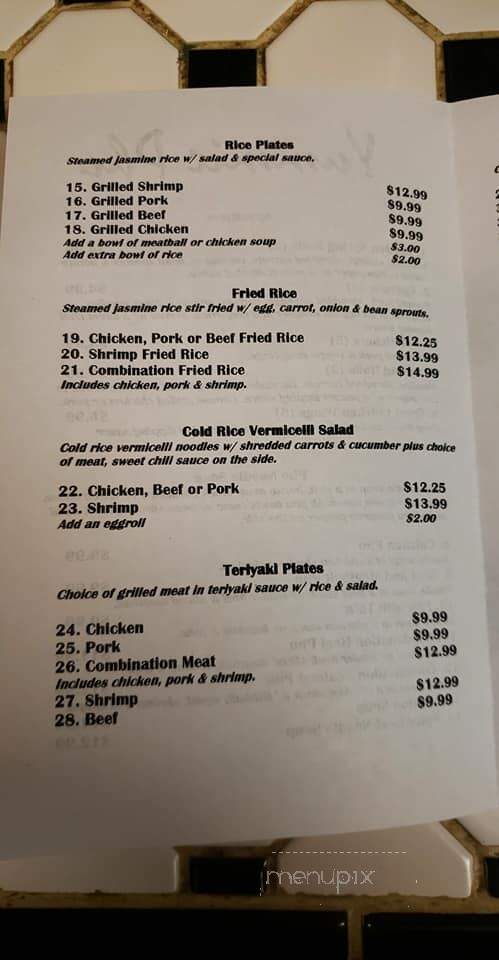 Rice Plates
Steamed jasmine rice w/ salad & special sauce.
15. Grilled Shrimp $12.99
16. Grilled Pork $9.99
17. Grilled Beef $9.99
18. Grilled Chicken $9.99
Add a bowl of meatball or chicken soup $3.00
Add extra bowl of rice $2.00
Fried Rice
Steamed jasmine rice stir fried w/ egg, carrot, onion & bean sprouts.
19. Chicken, Pork or Beef Fried Rice $12.25
20. Shrimp Fried Rice $13.99
21. Combination Fried Rice $14.99
Includes chicken, pork & shrimp.
Cold Rice Vermicelli Salad
Cold rice vermicelli noodles w/ shredded carrots & cucumber plus choice
of meat, sweet chili sauce on the side.
22. Chicken, Beef or Pork $12.25
23. Shrimp $13.99
Add an eggroll $2.00
Teriyaki Plates
Choice of grilled meat in teriyaki sauce w/ rice & salad.
24. Chicken $9.99
25. Pork $9.99
26. Combination Meat $12.99
Includes chicken, pork & shrimp.
27. Shrimp $12.99
28. Beef $9.99
menupix